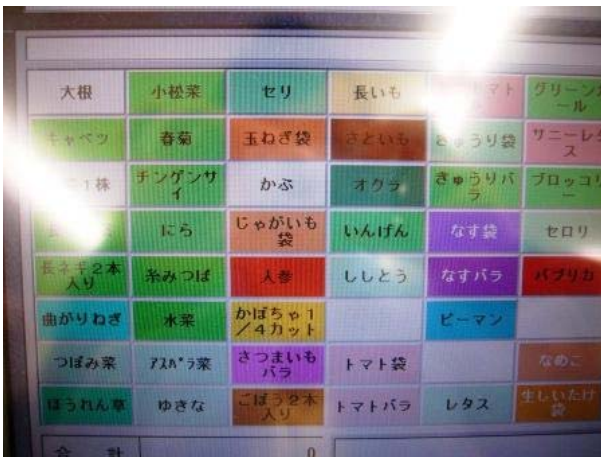 大根
小松菜
セリ
長いも
トマト
グリーン
ール
キャベツ
春菊
玉ねぎ袋
さといも
きゅうり袋
サニーレ
ス
1株
チンゲンサ
イ
かぶ
オクラ
きゅうりバ
ラ
ブロッコリ
ー
にら
じゃがいも
袋
いんげん
なす袋
セロリ
長ネギ2本
入り
糸みつば
人参
ししとう
なすバラ
パプリカ
曲がりねぎ
水菜
かぼちゃ1
/4カット
ピーマン
つぼみ菜
アスパラ菜
さつまいも
バラ
トマト袋
なめこ
ほうれん草
ゆきな
ごぼう2本
入り
トマトバラ
レタス
生しいたけ
袋
合 計
0